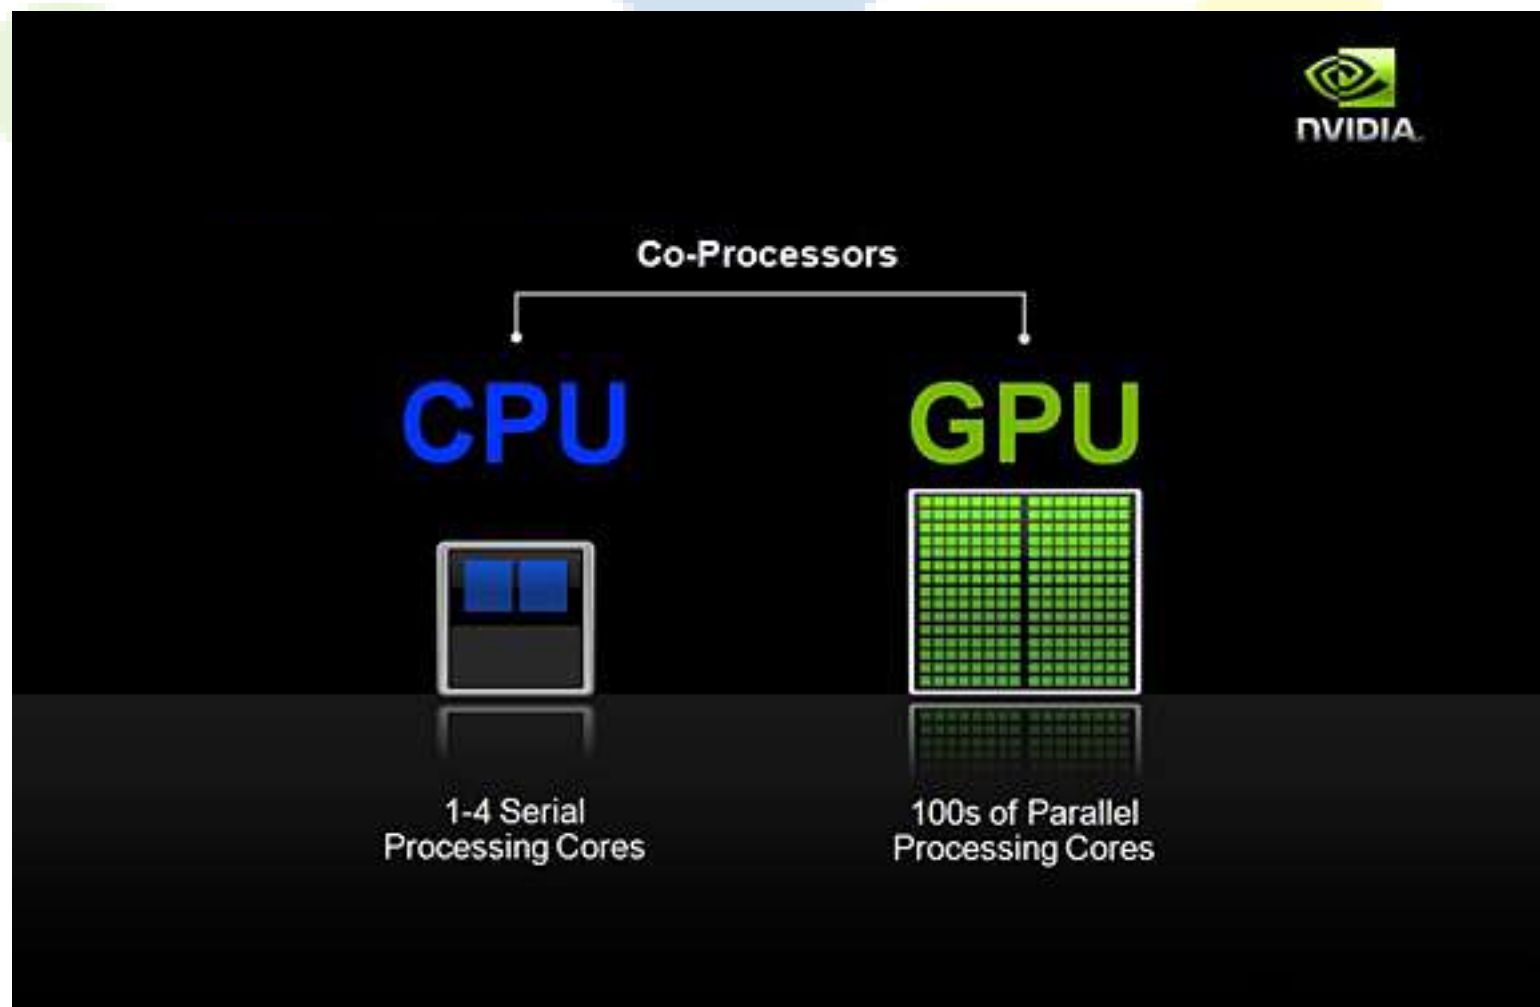 NVIDIA.
Co-Processors
CPU
GPU
1-4 Serial
Processing Cores
100s of Parallel
Processing Cores